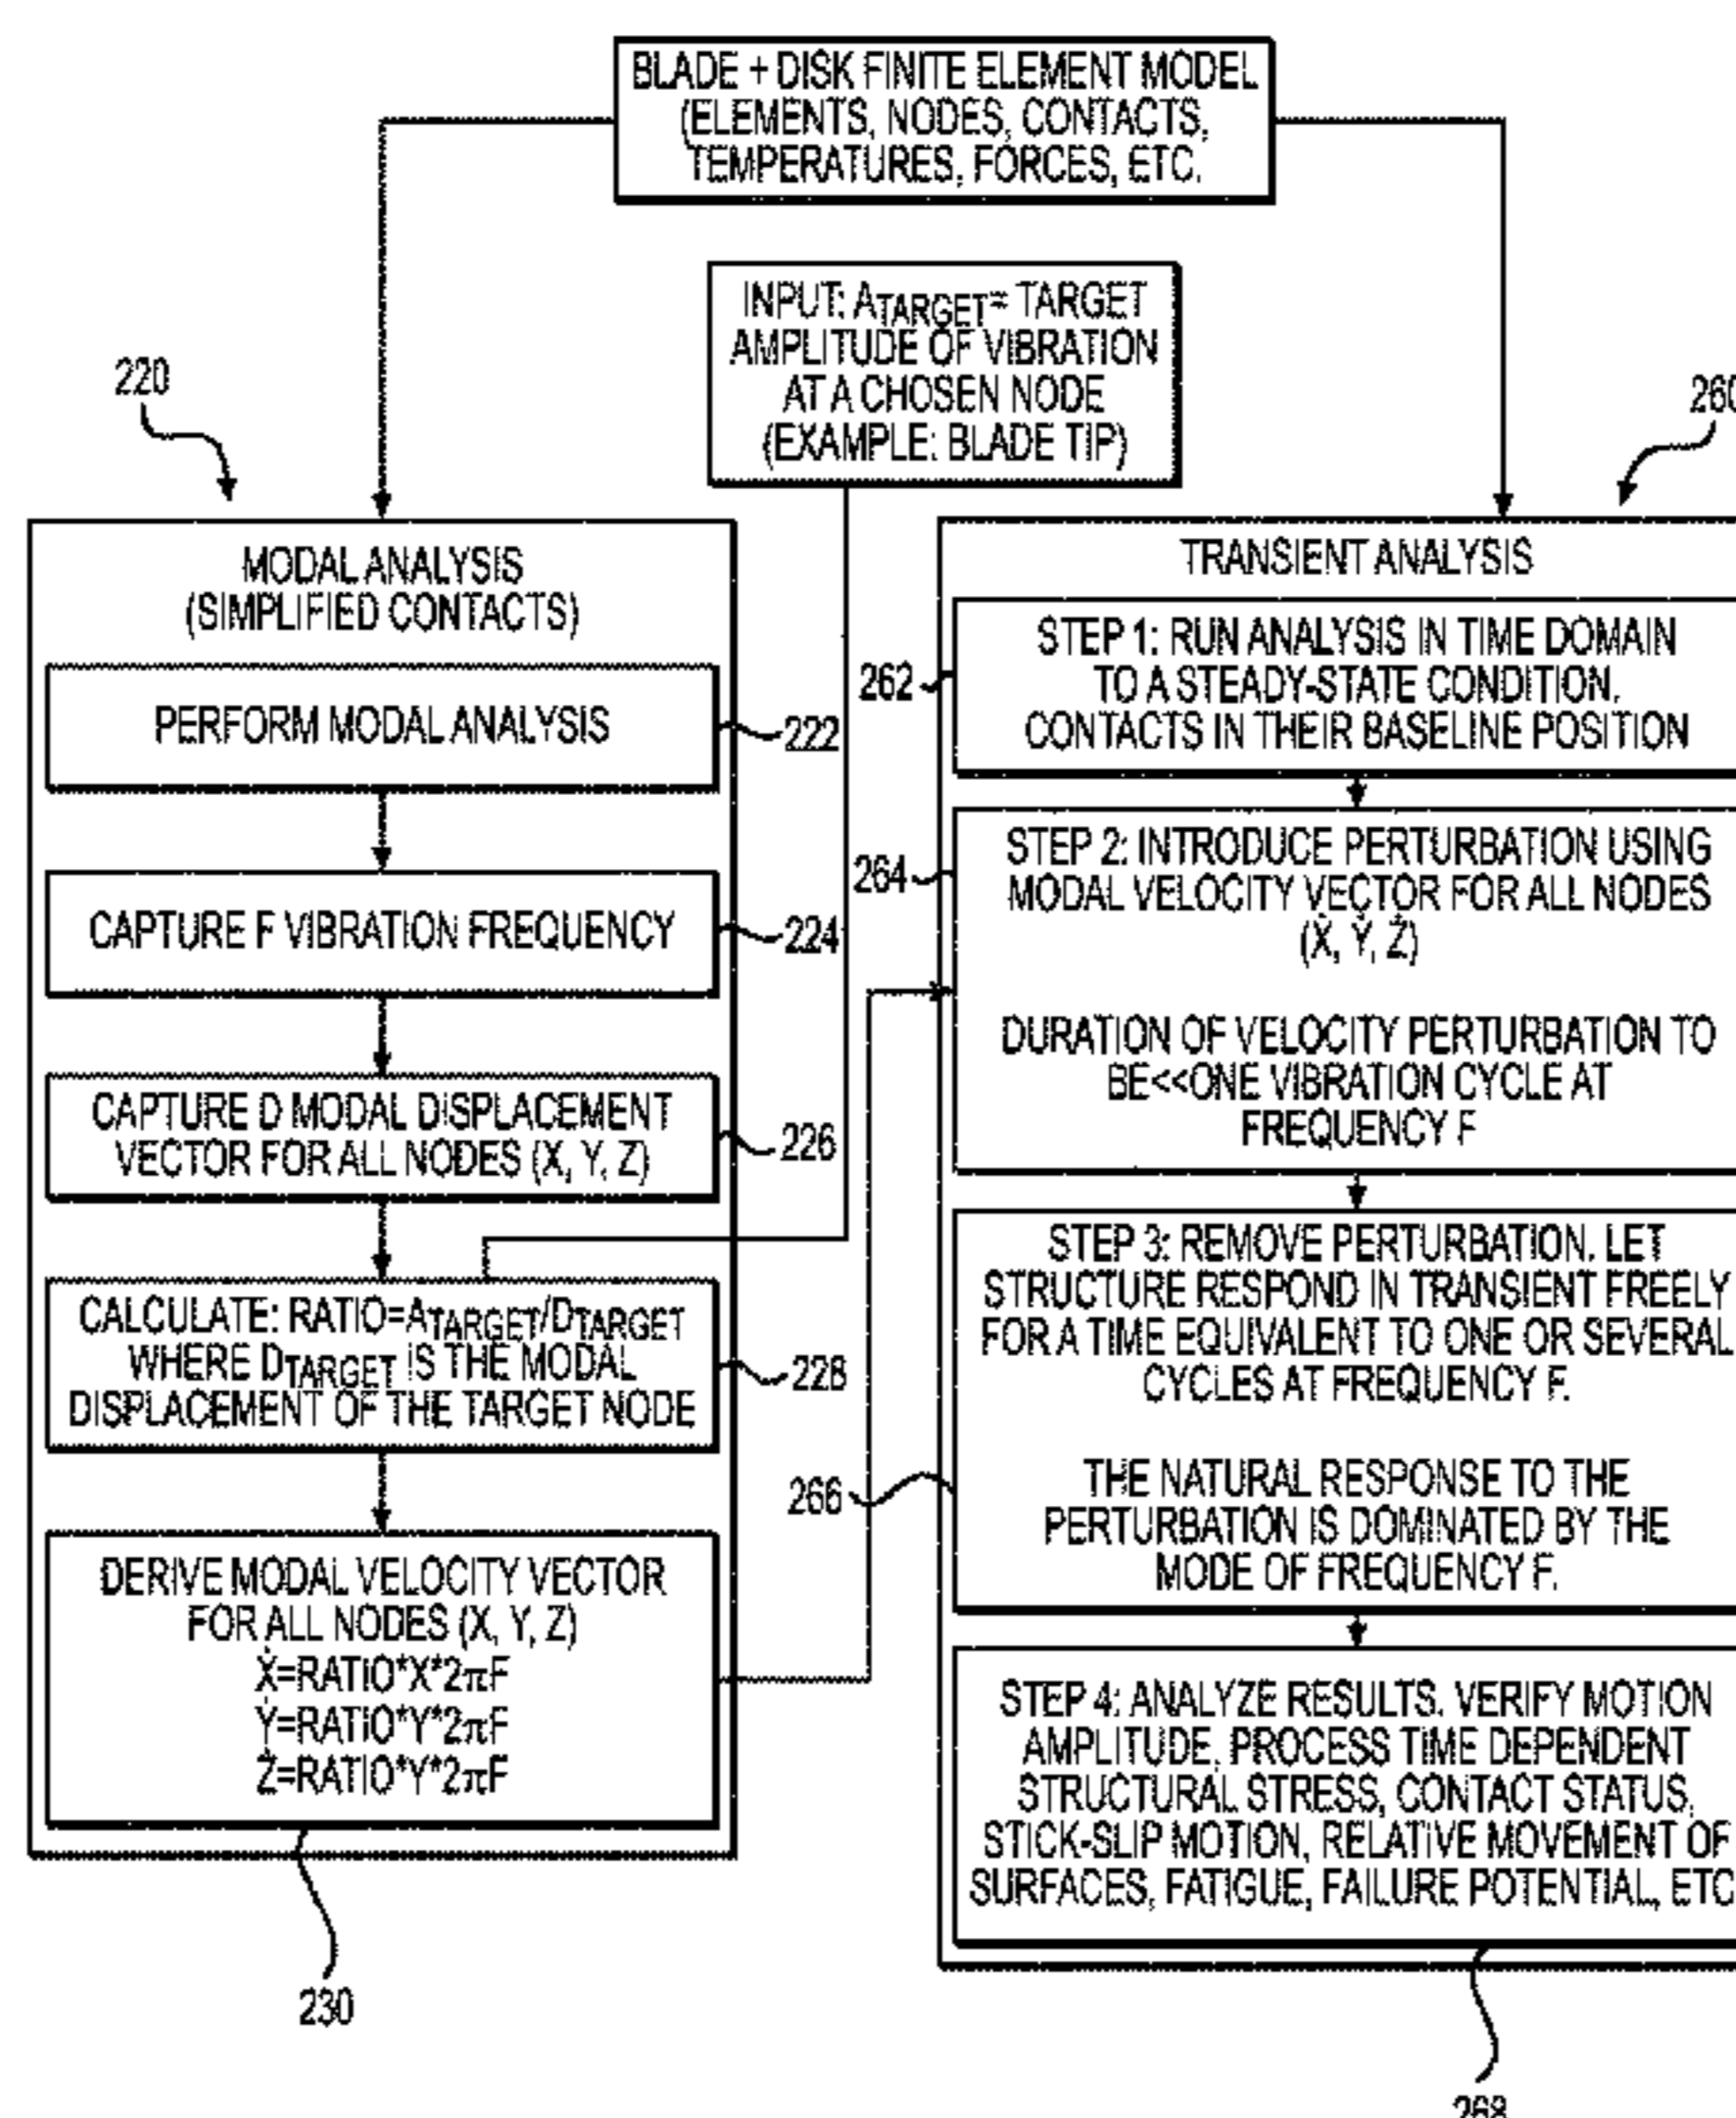 BLADE + DISK FINITE ELEMENT MODEL
(ELEMENTS, NODES, CONTACTS,
TEMPERATURES, FORCES, ETC.
INPUT: ATARGET= TARGET
AMPLITUDE OF VIBRATION
AT A CHOSEN NODE
(EXAMPLE: BLADE TIP)
220
260
MODAL ANALYSIS
(SIMPLIFIED CONTACTS)
PERFORM MODAL ANALYSIS
222
CAPTURE F VIBRATION FREQUENCY
224
CAPTURE D MODAL DISPLACEMENT
VECTOR FOR ALL NODES (X, Y, Z)
226
CALCULATE: RATIO=ATARGET/DTARGET
WHERE DTARGET IS THE MODAL
DISPLACEMENT OF THE TARGET NODE
228
DERIVE MODAL VELOCITY VECTOR
FOR ALL NODES (X, Y, Z)
Ẋ=RATIO*X*2πF
Ẏ=RATIO*Y*2πF
Ż=RATIO*Y*2πF
230
TRANSIENT ANALYSIS
STEP 1: RUN ANALYSIS IN TIME DOMAIN
TO A STEADY-STATE CONDITION.
CONTACTS IN THEIR BASELINE POSITION
262
STEP 2: INTRODUCE PERTURBATION USING
MODAL VELOCITY VECTOR FOR ALL NODES
(Ẋ, Ẏ, Ż)
DURATION OF VELOCITY PERTURBATION TO
BE<<ONE VIBRATION CYCLE AT
FREQUENCY F
264
STEP 3: REMOVE PERTURBATION. LET
STRUCTURE RESPOND IN TRANSIENT FREELY
FOR A TIME EQUIVALENT TO ONE OR SEVERAL
CYCLES AT FREQUENCY F.
THE NATURAL RESPONSE TO THE
PERTURBATION IS DOMINATED BY THE
MODE OF FREQUENCY F.
266
STEP 4: ANALYZE RESULTS. VERIFY MOTION
AMPLITUDE. PROCESS TIME DEPENDENT
STRUCTURAL STRESS, CONTACT STATUS,
STICK-SLIP MOTION, RELATIVE MOVEMENT OF
SURFACES, FATIGUE, FAILURE POTENTIAL, ETC
268